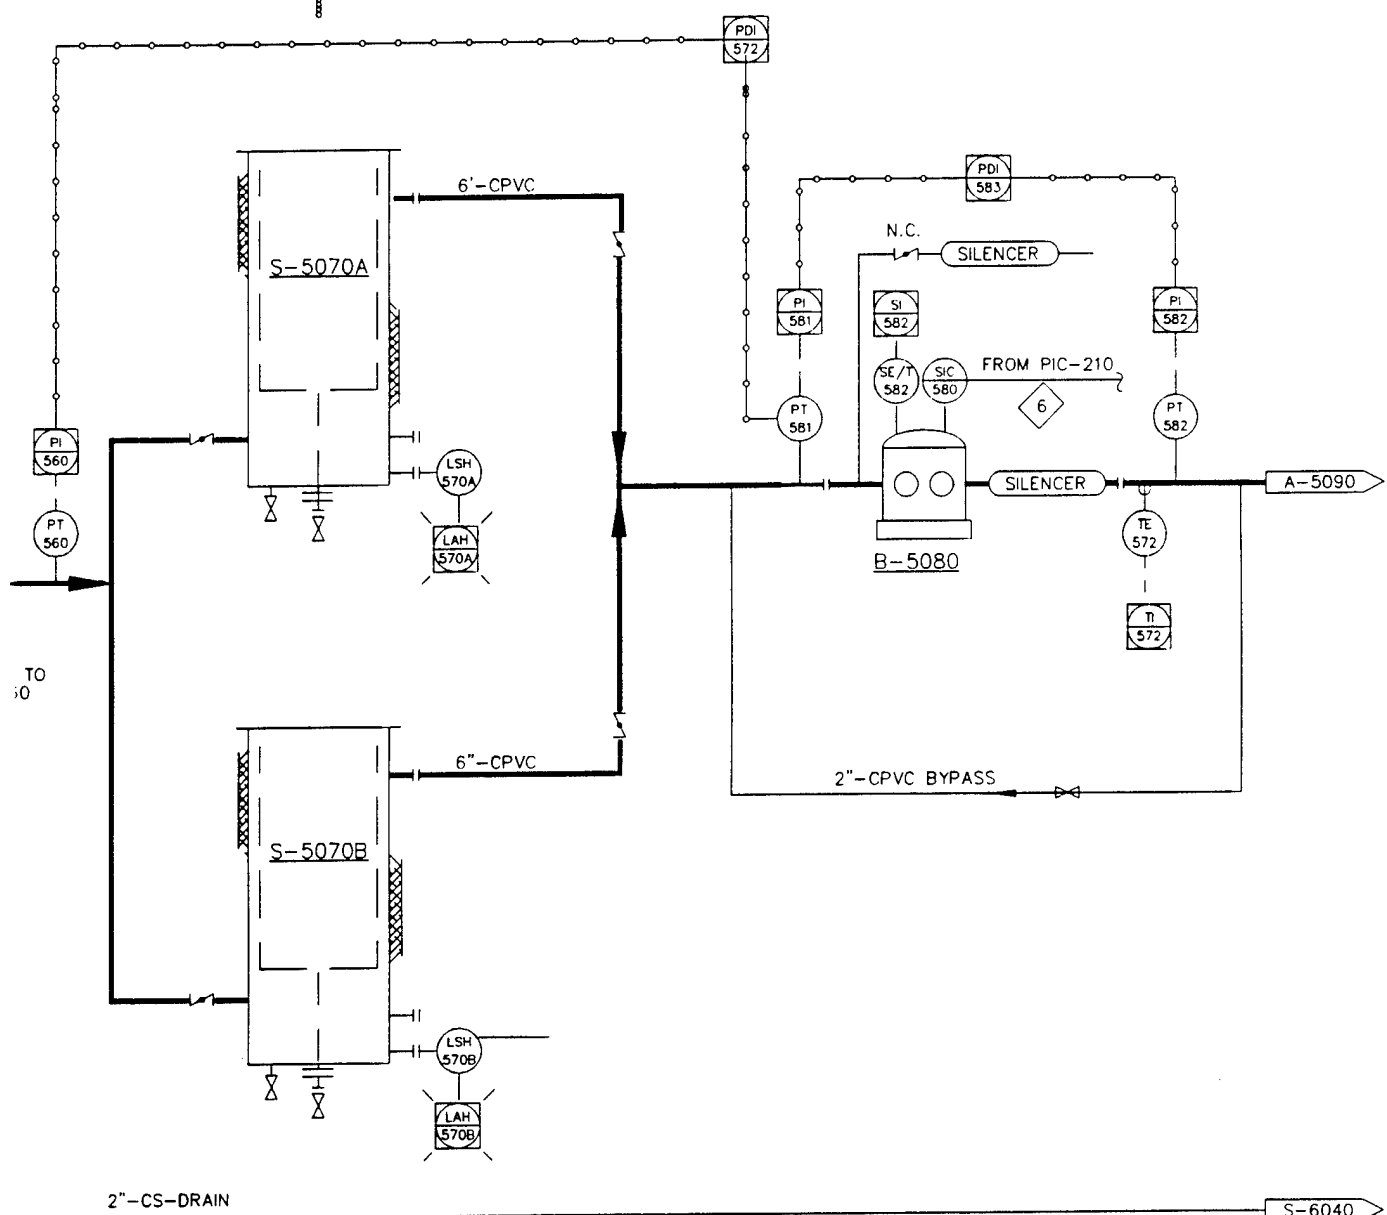 PDI
572
6'-CPVC
PDI
583
N.C.
SILENCER
S-5070A
PI
581
SI
582
PI
582
FROM PIC-210
SE/T
582
SIC
580
6
PT
581
PT
582
PI
560
LSH
570A
SILENCER
A-5090
PT
560
LAH
570A
TE
572
B-5080
TI
572
TO
6"-CPVC
2"-CPVC BYPASS
S-5070B
LSH
570B
LAH
570B
2"-CS-DRAIN
S-6040